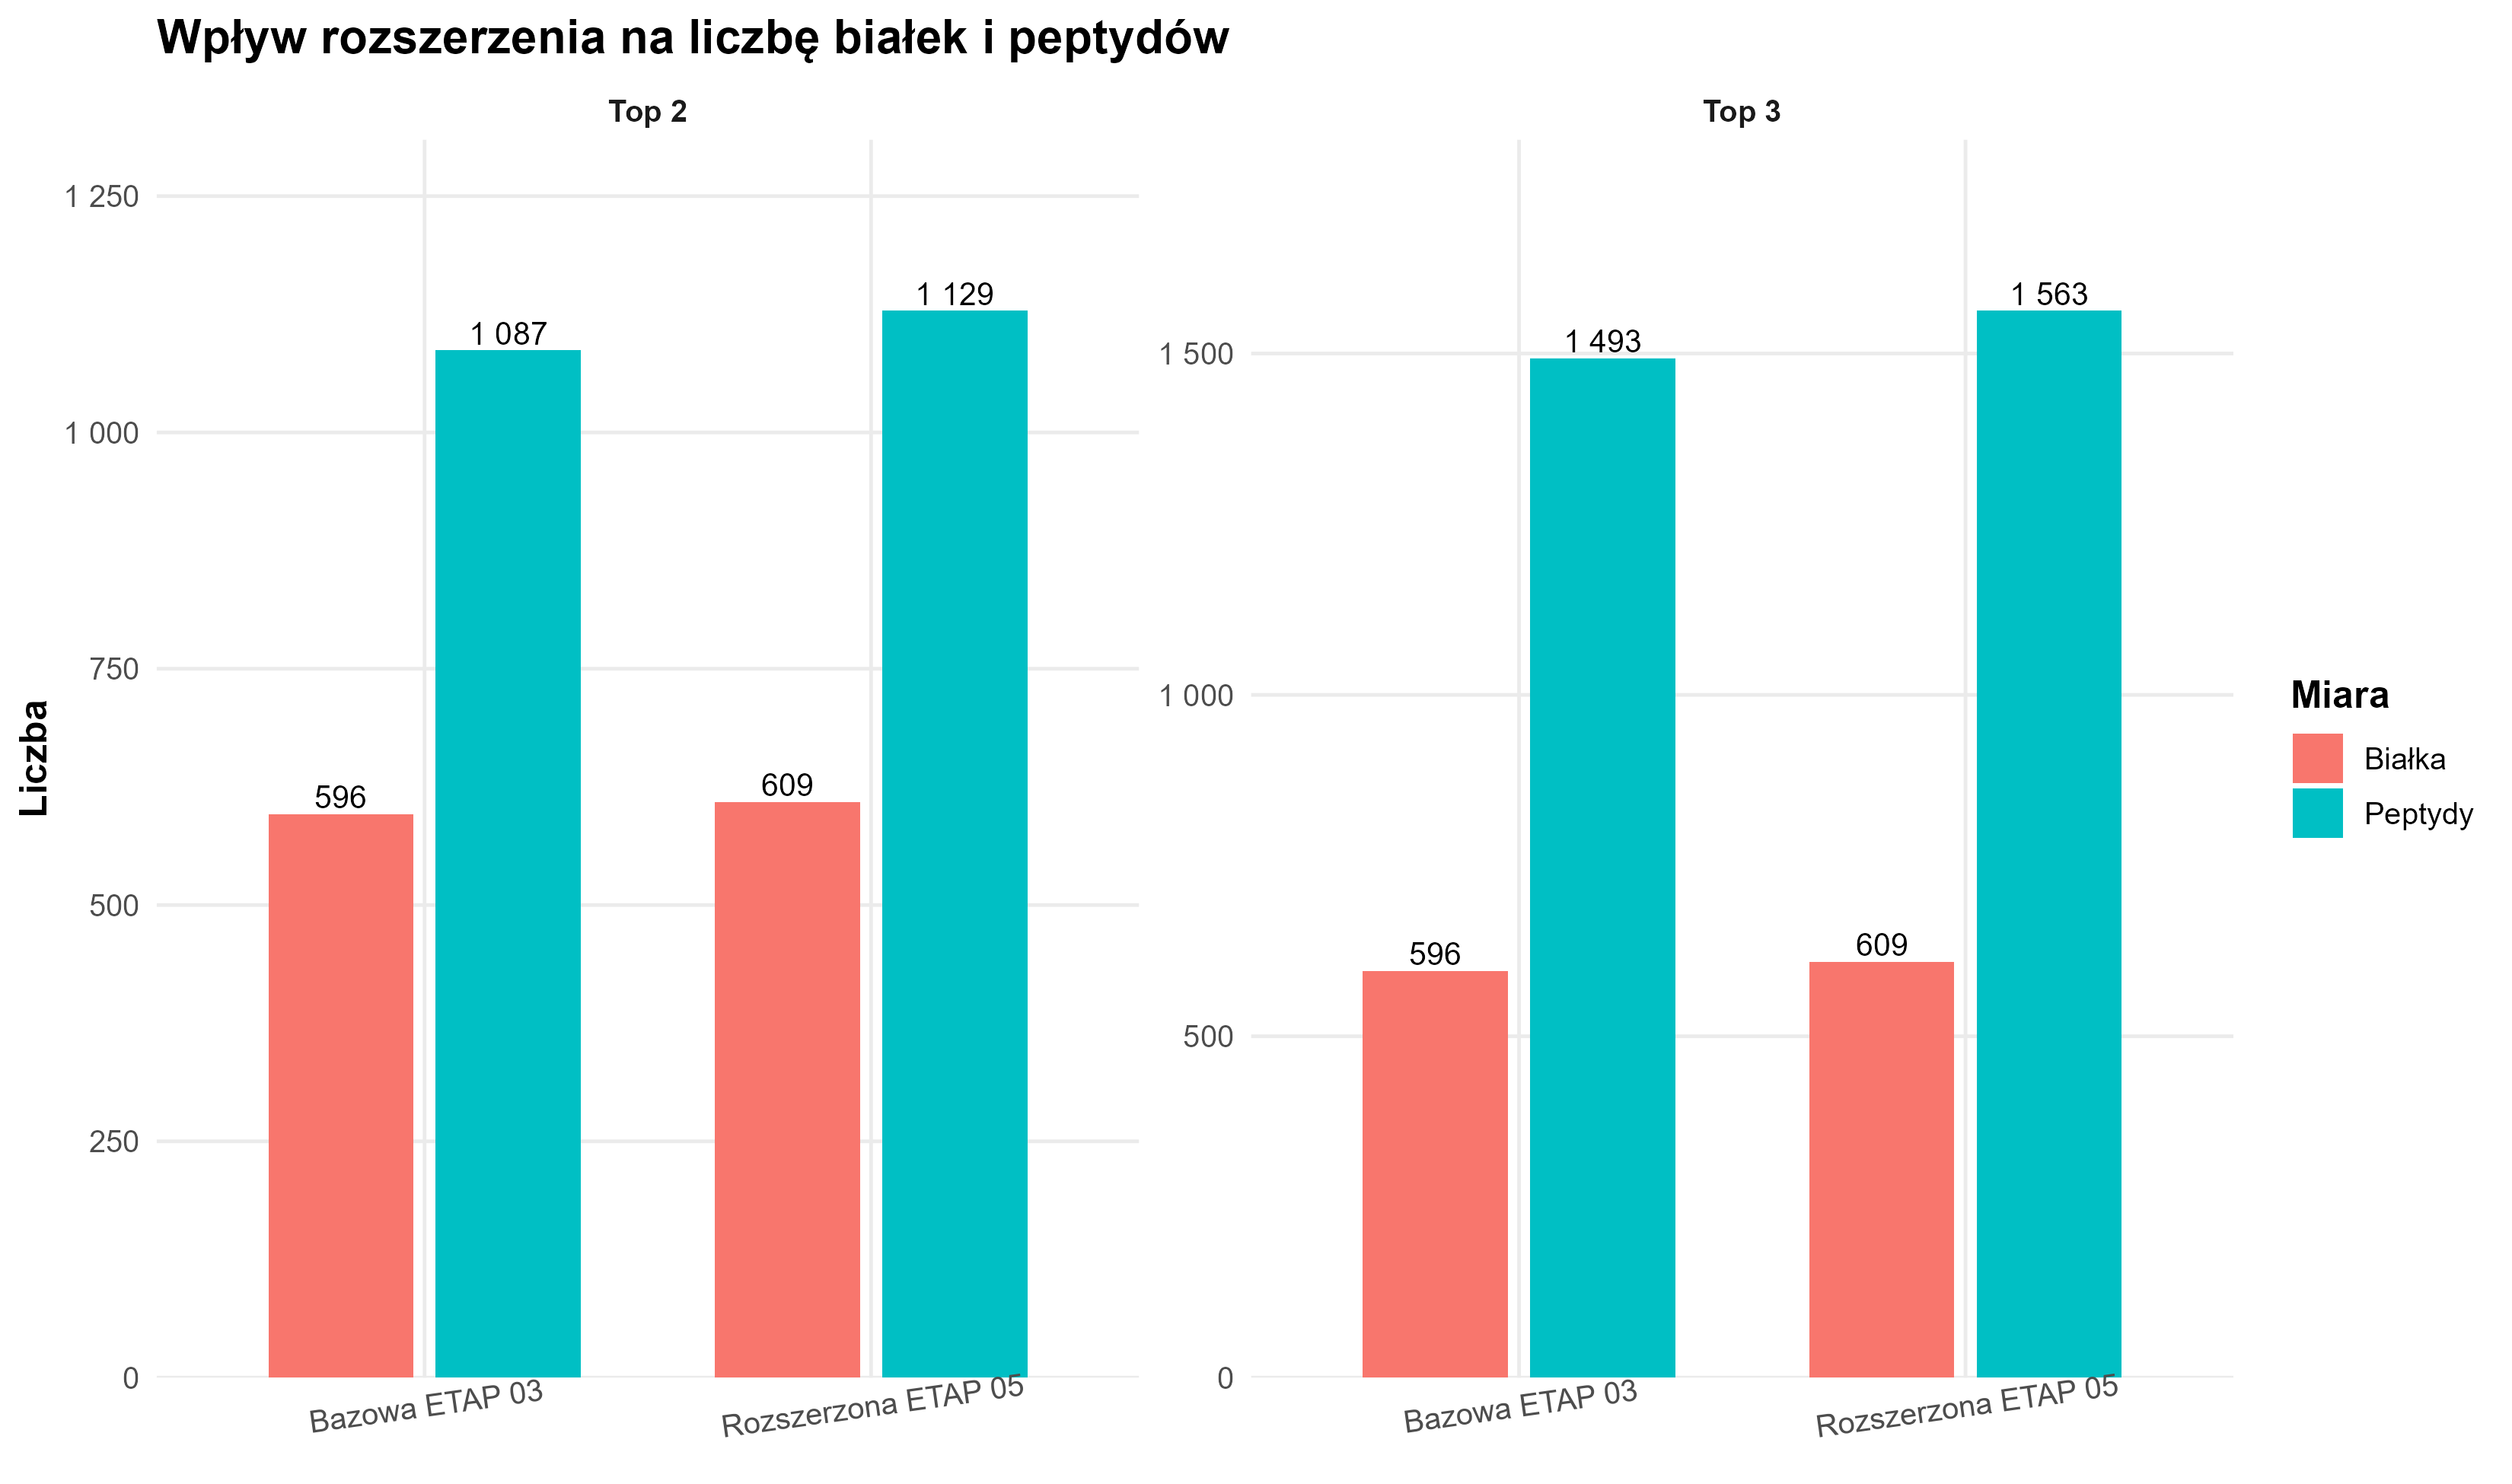 Wpływ rozszerzenia na liczbę białek i peptydów
Top 2
Top 3
Liczba
1 250
1 000
750
500
250
0
1 500
1 000
500
0
596
1 087
609
1 129
596
1 493
609
1 563
Bazowa ETAP 03
Rozszerzona ETAP 05
Bazowa ETAP 03
Rozszerzona ETAP 05
Miara
Białka
Peptydy